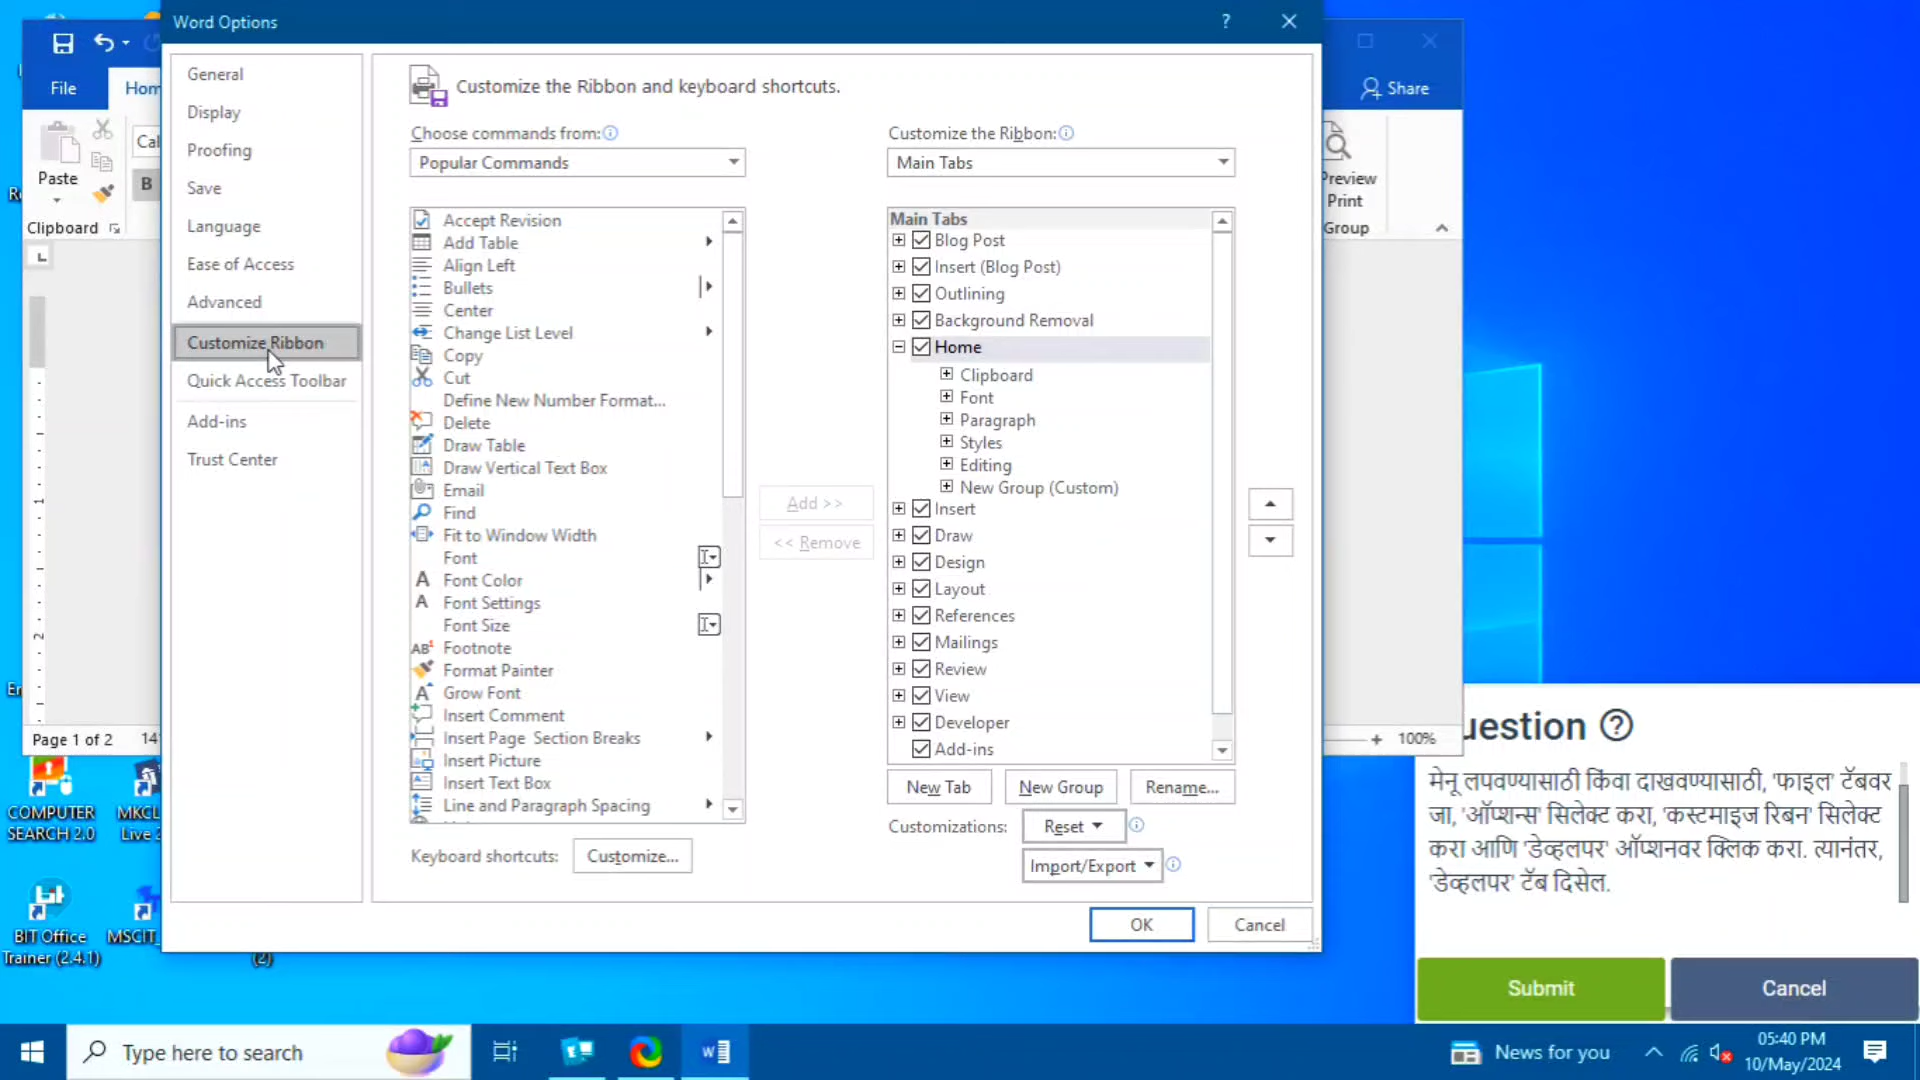 Word Options
?
File
Hom
Share
Cal
Paste
B
Clipboard
Preview
Print
Group
General
Display
Proofing
Save
Language
Ease of Access
Advanced
Customize Ribbon
Quick Access Toolbar
Add-ins
Trust Center
Customize the Ribbon and keyboard shortcuts.
Choose commands from:
Popular Commands
Accept Revision
Add Table
Align Left
Bullets
Center
Change List Level
Copy
Cut
Define New Number Format...
Delete
Draw Table
Draw Vertical Text Box
Email
Find
Fit to Window Width
Font
Font Color
Font Settings
Font Size
Footnote
Format Painter
Grow Font
Insert Comment
Insert Page  Section Breaks
Insert Picture
Insert Text Box
Line and Paragraph Spacing
Keyboard shortcuts:
Customize...
Add >>
<< Remove
Customize the Ribbon:
Main Tabs
Main Tabs
Blog Post
Insert (Blog Post)
Outlining
Background Removal
Home
Clipboard
Font
Paragraph
Styles
Editing
New Group (Custom)
Insert
Draw
Design
Layout
References
Mailings
Review
View
Developer
Add-ins
New Tab
New Group
Rename...
Customizations:
Reset
Import/Export
OK
Cancel
1
2
Page 1 of 2
100%
uestion
मेनू लपवण्यासाठी किंवा दाखवण्यासाठी, 'फाइल' टॅबवर
जा, 'ऑप्शन्स' सिलेक्ट करा, 'कस्टमाइज रिबन' सिलेक्ट
करा आणि 'डेव्हलपर' ऑप्शनवर क्लिक करा. त्यानंतर,
'डेव्हलपर' टॅब दिसेल.
Submit
Cancel
COMPUTER
SEARCH 2.0
MKCL
Live
BIT Office
Trainer (2.4.1)
MSCIT
(2)
Type here to search
News for you
05:40 PM
10/May/2024